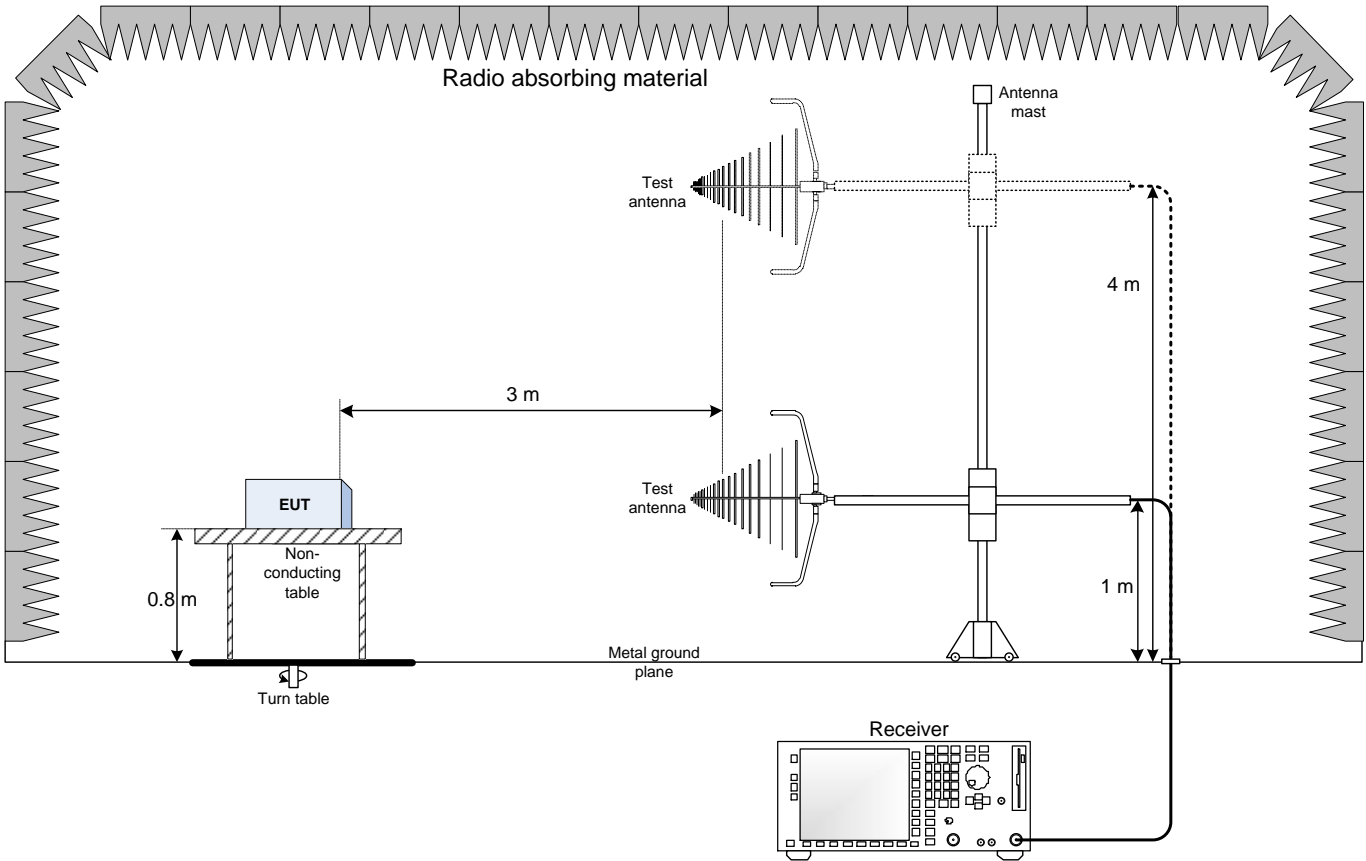 Radio absorbing material
Antenna
mast
Test
antenna
4 m
3 m
Test
antenna
EUT
Non-
conducting
table
0.8 m
1 m
Metal ground
plane
Turn table
Receiver